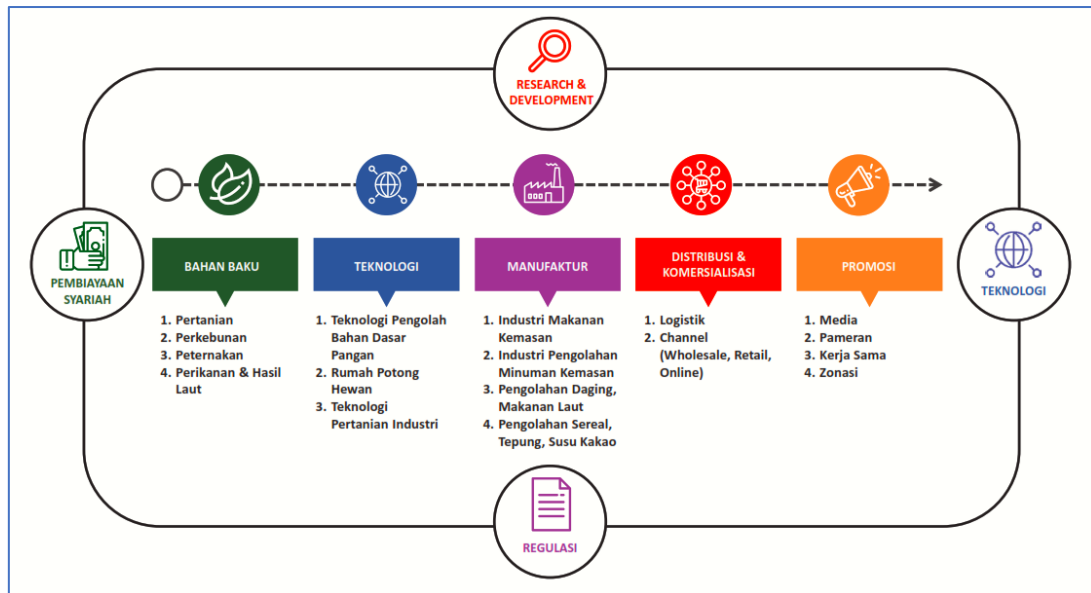 RESEARCH &
DEVELOPMENT
PEMBIAYAAN
SYARIAH
BAHAN BAKU
1. Pertanian
2. Perkebunan
3. Peternakan
4. Perikanan & Hasil
Laut
TEKNOLOGI
1. Teknologi Pengolah
Bahan Dasar
Pangan
2. Rumah Potong
Hewan
3. Teknologi
Pertanian Industri
MANUFAKTUR
1. Industri Makanan
Kemasan
2. Industri Pengolahan
Minuman Kemasan
3. Pengolahan Daging,
Makanan Laut
4. Pengolahan Sereal,
Tepung, Susu Kakao
DISTRIBUSI &
KOMERSIALISASI
1. Logistik
2. Channel
(Wholesale, Retail,
Online)
PROMOSI
1. Media
2. Pameran
3. Kerja Sama
4. Zonasi
TEKNOLOGI
REGULASI